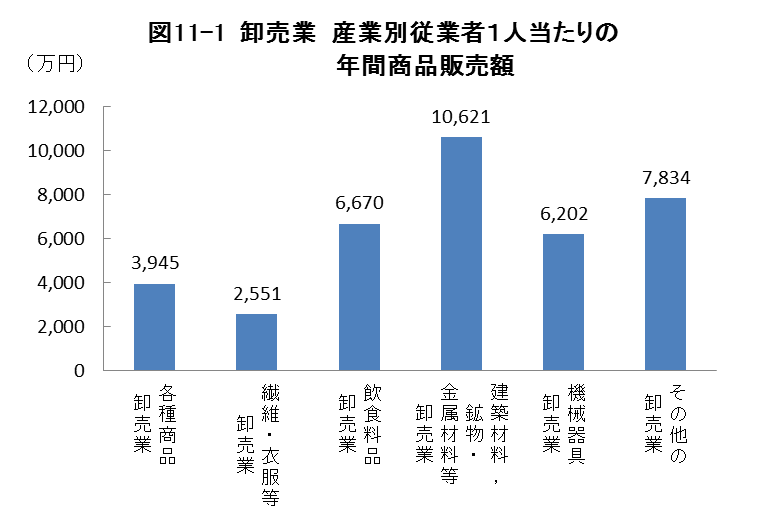 図11-1 卸売業 産業別従業者１人当たりの
年間商品販売額
（万円）
12,000
10,000
8,000
6,000
4,000
2,000
0
3,945
2,551
6,670
10,621
6,202
7,834
各種商品
卸売業
繊維・衣服等
卸売業
飲食料品
卸売業
建築材料，
鉱物・
金属材料等
卸売業
機械器具
卸売業
その他の
卸売業